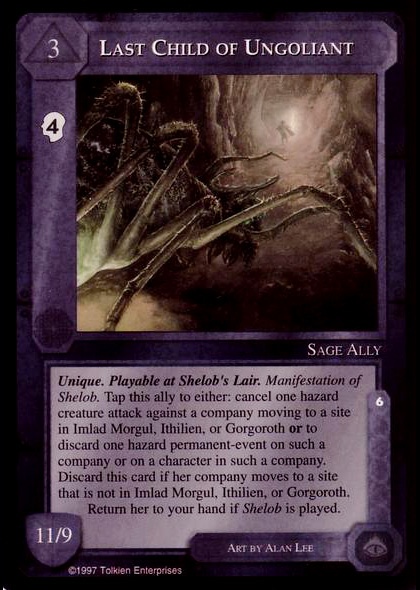 3
LAST CHILD OF UNGOLIANT
4
SAGE ALLY
Unique. Playable at Shelob's Lair. Manifestation of
Shelob. Tap this ally to either: cancel one hazard
creature attack against a company moving to a site
in Imlad Morgul, Ithilien, or Gorgoroth or to
discard one hazard permanent-event on such a
company or on a character in such a company.
Discard this card if her company moves to a site
that is not in Imlad Morgul, Ithilien, or Gorgoroth.
Return her to your hand if Shelob is played.
6
11/9
ART BY ALAN LEE
©1997 Tolkien Enterprises